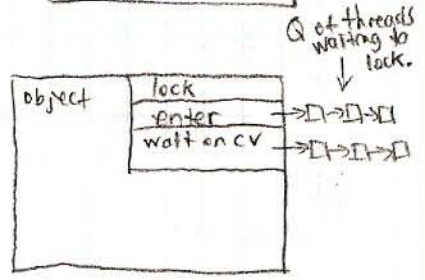 Q of threads
waiting to
lock.
object
lock
enter
wait on CV